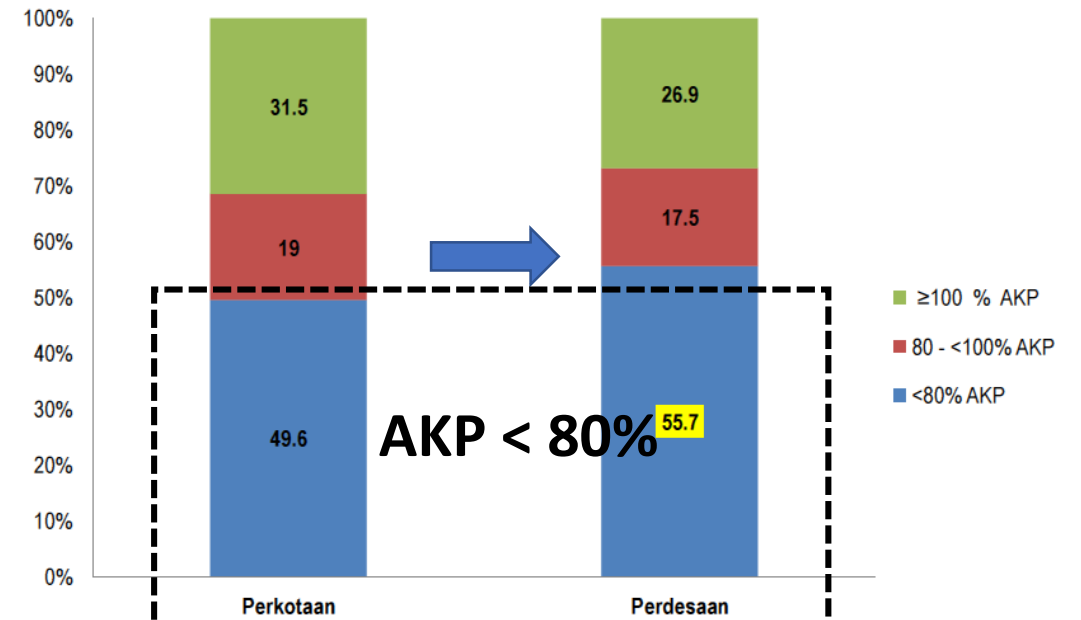 100%
90%
80%
70%
60%
50%
40%
30%
20%
10%
0%
31.5
19
49.6
26.9
17.5
55.7
AKP < 80%
Perkotaan
Perdesaan
≥100 % AKP
80 - <100% AKP
<80% AKP